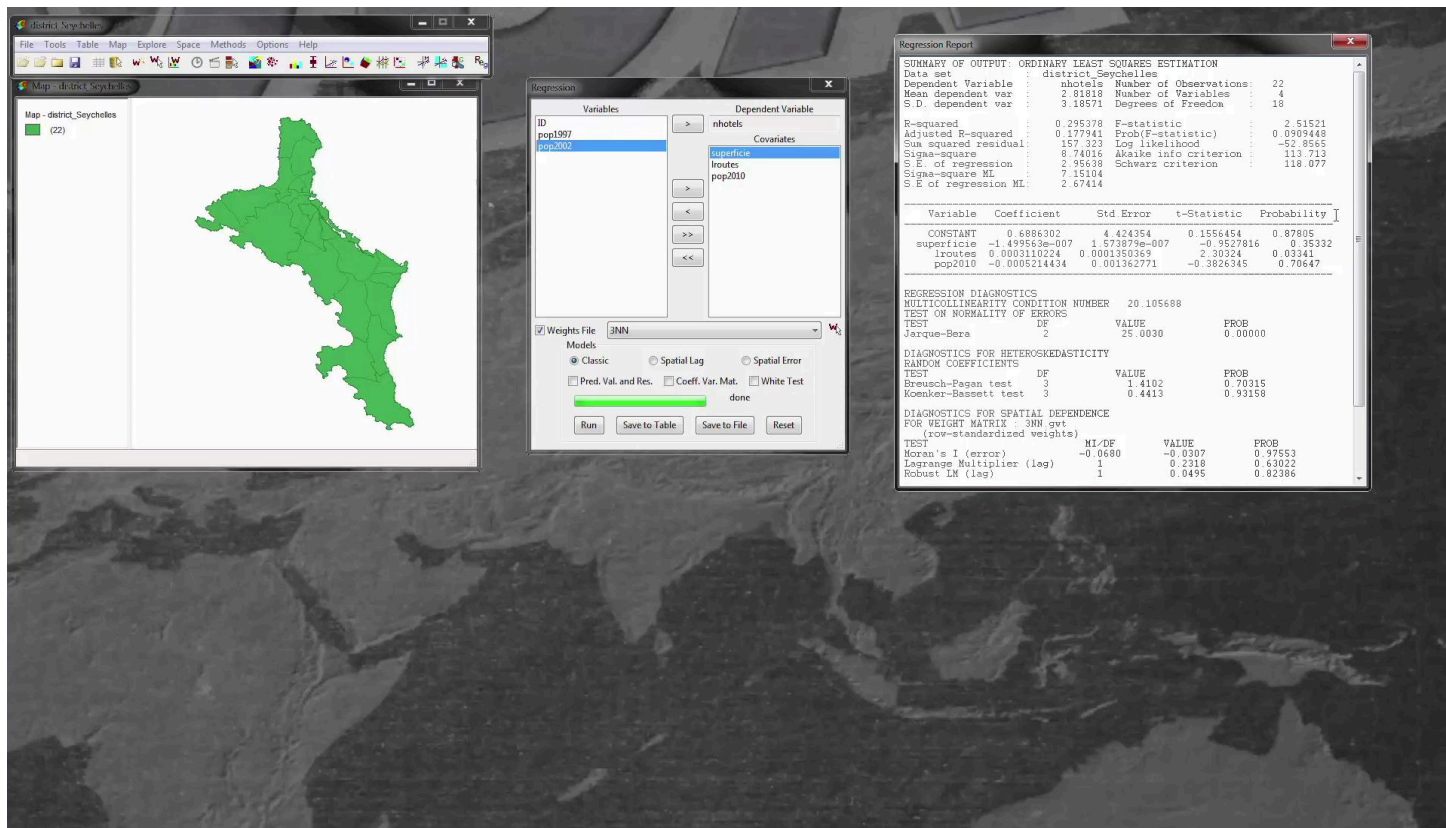 district_Seychelles
File Tools Table Map Explore Space Methods Options Help
Map - district_Seychelles
Map - district_Seychelles
(22)
Regression
Variables
ID
pop1997
pop2002
>
>
<
>>
<<
Dependent Variable
nhotels
Covariates
superficie
lroutes
pop2010
Weights File 3NN
Models
Classic Spatial Lag Spatial Error
Pred. Val. and Res. Coeff. Var. Mat. White Test
done
Run Save to Table Save to File Reset
Regression Report
SUMMARY OF OUTPUT: ORDINARY LEAST SQUARES ESTIMATION
Data set : district_Seychelles
Dependent Variable : nhotels Number of Observations: 22
Mean dependent var : 2.81818 Number of Variables : 4
S.D. dependent var : 3.18571 Degrees of Freedom : 18
R-squared : 0.295378 F-statistic : 2.51521
Adjusted R-squared : 0.177941 Prob(F-statistic) : 0.0909448
Sum squared residual: 157.323 Log likelihood : -52.8565
Sigma-square : 8.74016 Akaike info criterion : 113.713
S.E. of regression : 2.95638 Schwarz criterion : 118.077
Sigma-square ML : 7.15104
S.E of regression ML: 2.67414
Variable Coefficient Std.Error t-Statistic Probability
CONSTANT 0.6886302 4.424354 0.1556454 0.87805
superficie -1.499563e-007 1.573879e-007 -0.9527816 0.35332
lroutes 0.0003110224 0.0001350369 2.30324 0.03341
pop2010 -0.0005214434 0.001362771 -0.3826345 0.70647
REGRESSION DIAGNOSTICS
MULTICOLLINEARITY CONDITION NUMBER 20.105688
TEST ON NORMALITY OF ERRORS
TEST DF VALUE PROB
Jarque-Bera 2 25.0030 0.00000
DIAGNOSTICS FOR HETEROSKEDASTICITY
RANDOM COEFFICIENTS
TEST DF VALUE PROB
Breusch-Pagan test 3 1.4102 0.70315
Koenker-Bassett test 3 0.4413 0.93158
DIAGNOSTICS FOR SPATIAL DEPENDENCE
FOR WEIGHT MATRIX : 3NN.gwt
(row-standardized weights)
TEST MI/DF VALUE PROB
Moran's I (error) -0.0680 -0.0307 0.97553
Lagrange Multiplier (lag) 1 0.2318 0.63022
Robust LM (lag) 1 0.0495 0.82386